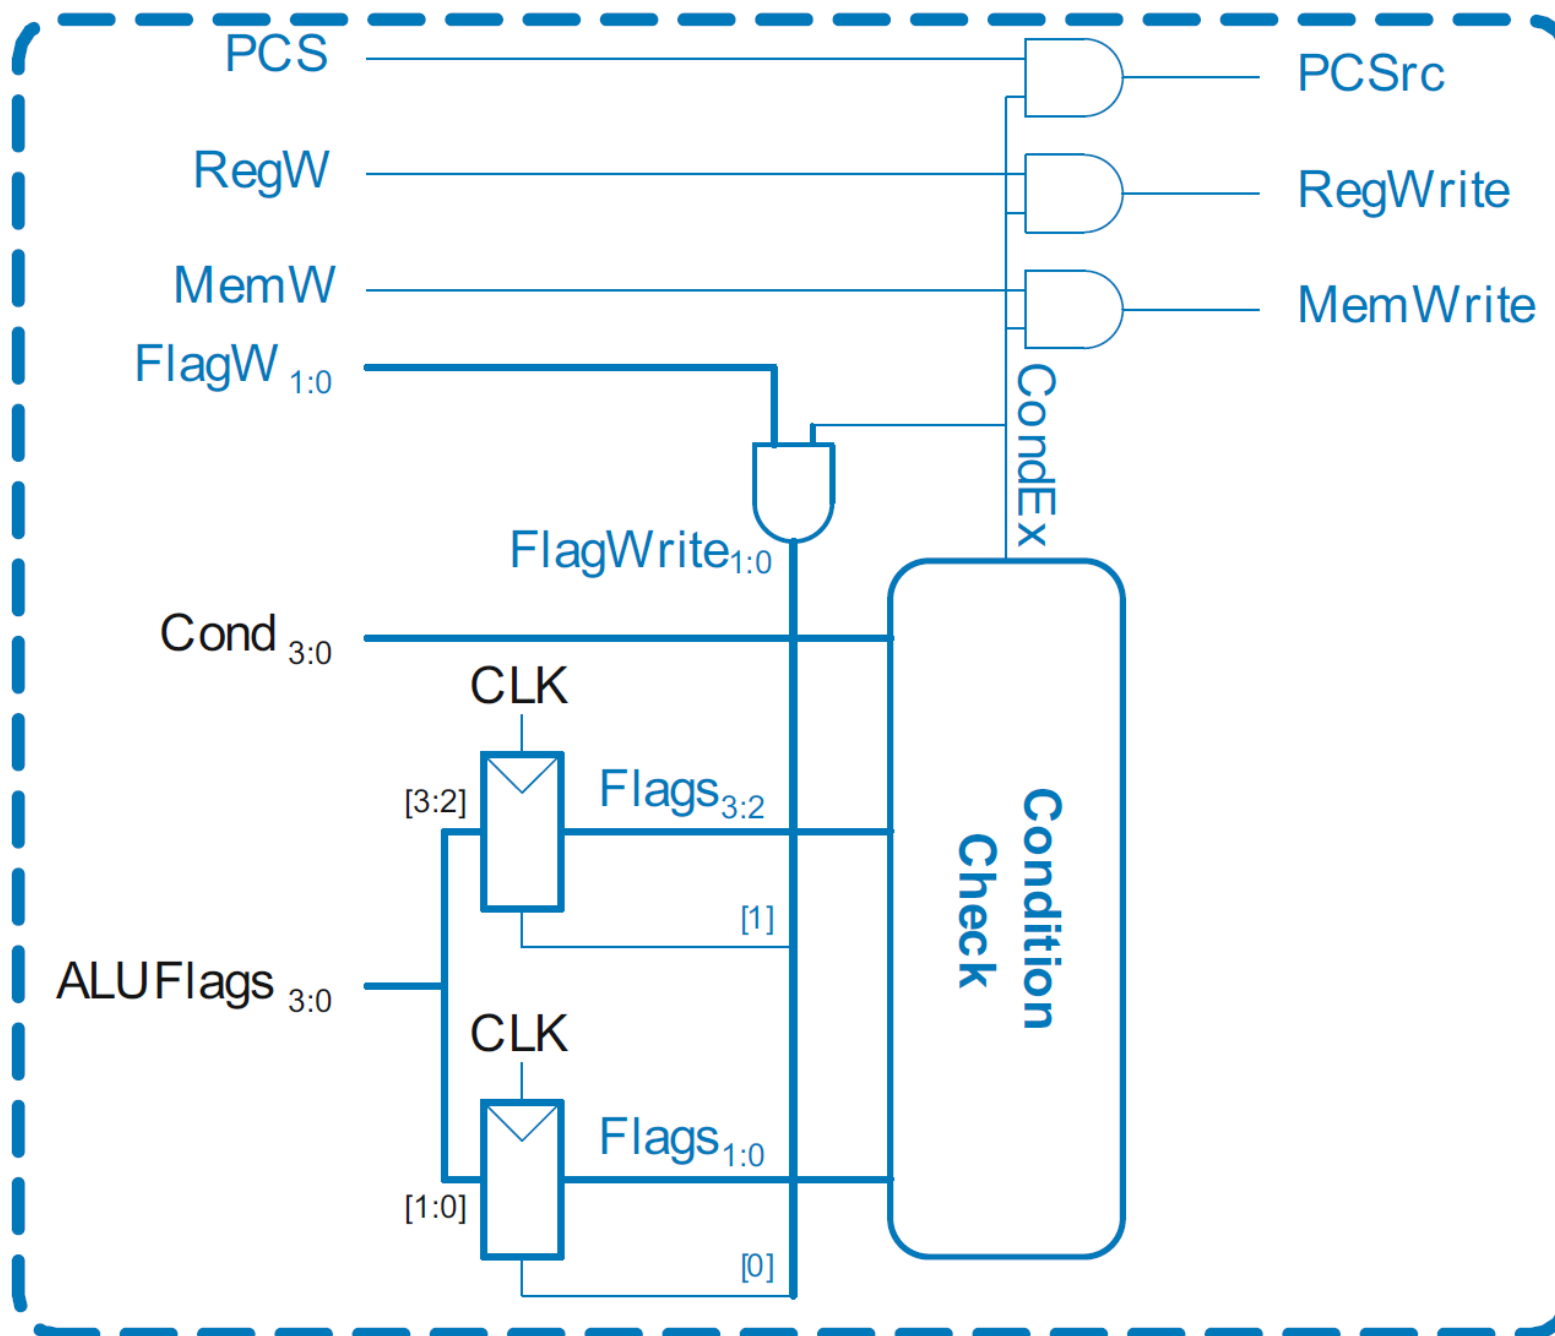 PCS
PCSrc
RegW
RegWrite
MemW
MemWrite
FlagW 1:0
CondEx
FlagWrite1:0
Cond 3:0
CLK
[3:2]
Flags3:2
[1]
Condition
Check
ALUFlags 3:0
CLK
Flags1:0
[1:0]
[0]